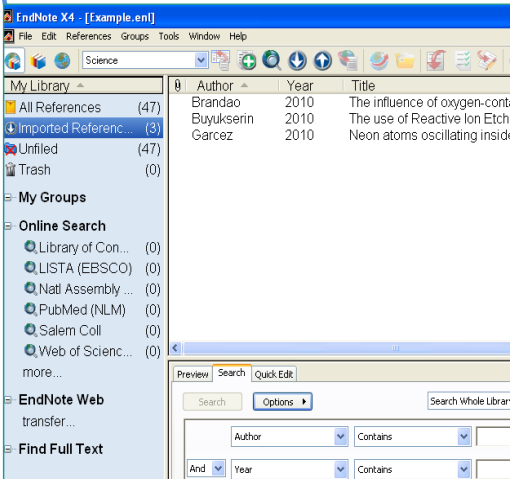 EndNote X4 - [Example.enl]
File Edit References Groups Tools Window Help
Science
My Library
All References (47)
Imported Referenc... (3)
Unfiled (47)
Trash (0)
My Groups
Online Search
Library of Con... (0)
LISTA (EBSCO) (0)
Natl Assembly ... (0)
PubMed (NLM) (0)
Salem Coll (0)
Web of Scienc... (0)
more...
EndNote Web
transfer...
Find Full Text
Author Year Title
Brandao 2010 The influence of oxygen-conta
Buyukserin 2010 The use of Reactive Ion Etch
Garcez 2010 Neon atoms oscillating inside
Preview Search Quick Edit
Search Options Search Whole Library
Author Contains
And Year Contains